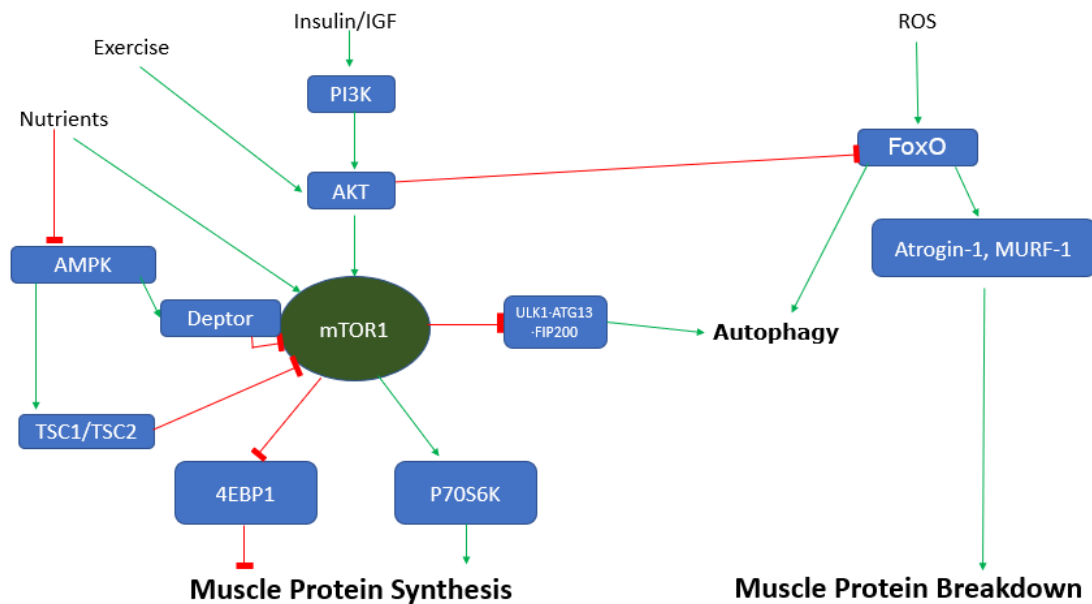 Insulin/IGF
ROS
Exercise
PI3K
Nutrients
FoxO
AKT
Atrogin-1, MURF-1
AMPK
Deptor
mTOR1
ULK1-ATG13
-FIP200
Autophagy
TSC1/TSC2
4EBP1
P70S6K
Muscle Protein Synthesis
Muscle Protein Breakdown